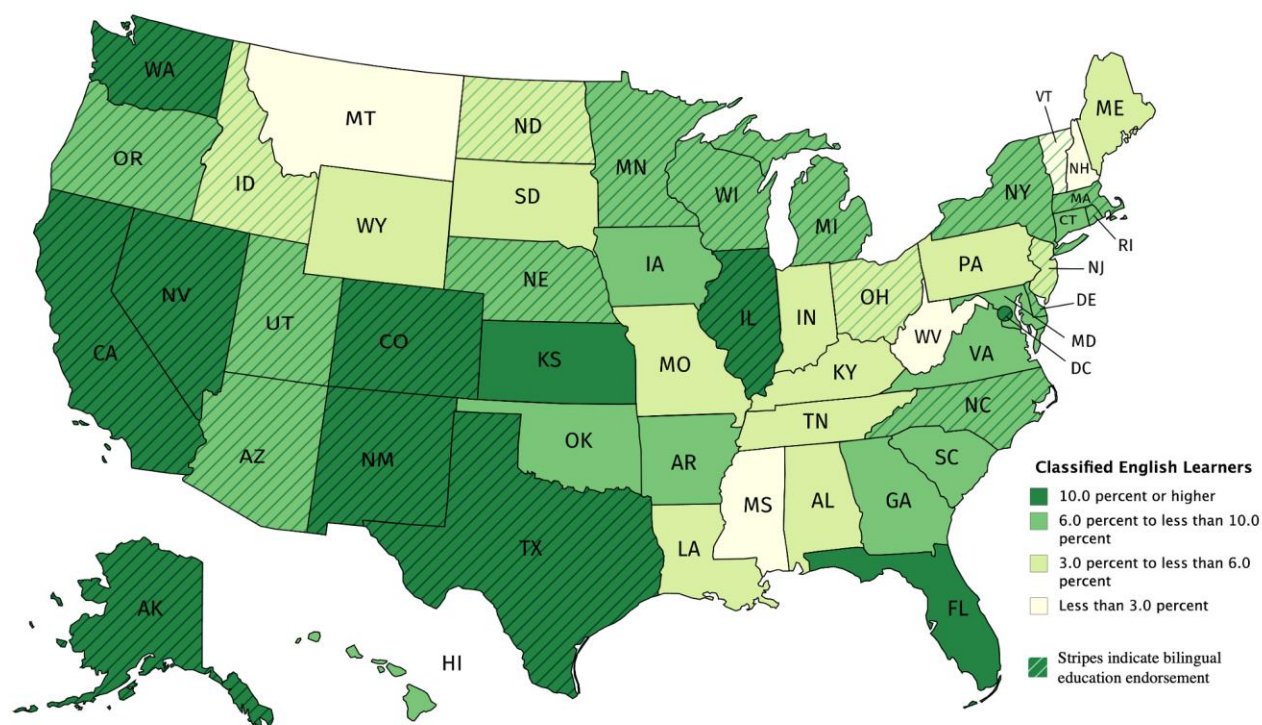 WA
MT
ND
MN
VT
ME
OR
ID
SD
WI
NY
NH
MA
CT
RI
WY
MI
IA
PA
NJ
NE
NV
UT
CO
CA
IL
IN
OH
DE
MD
DC
WV
VA
KS
MO
KY
NC
TN
AZ
NM
OK
AR
SC
MS
AL
GA
TX
LA
FL
AK
HI
Classified English Learners
10.0 percent or higher
6.0 percent to less than 10.0
percent
3.0 percent to less than 6.0
percent
Less than 3.0 percent
Stripes indicate bilingual
education endorsement